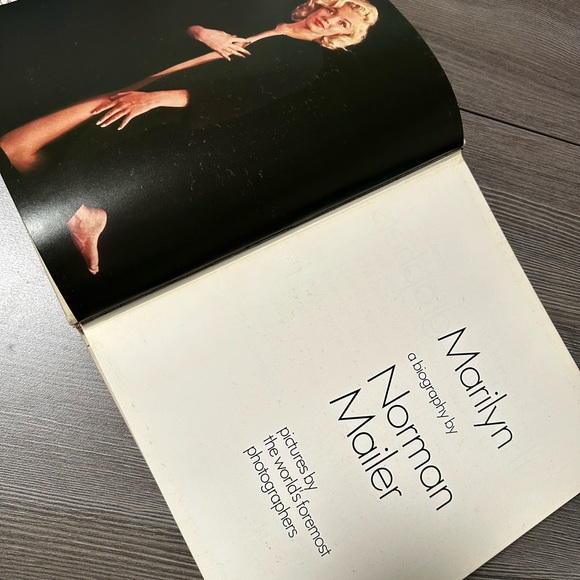 Marilyn
a biography by
Norman
Mailer
pictures by
the world's foremost
photographers